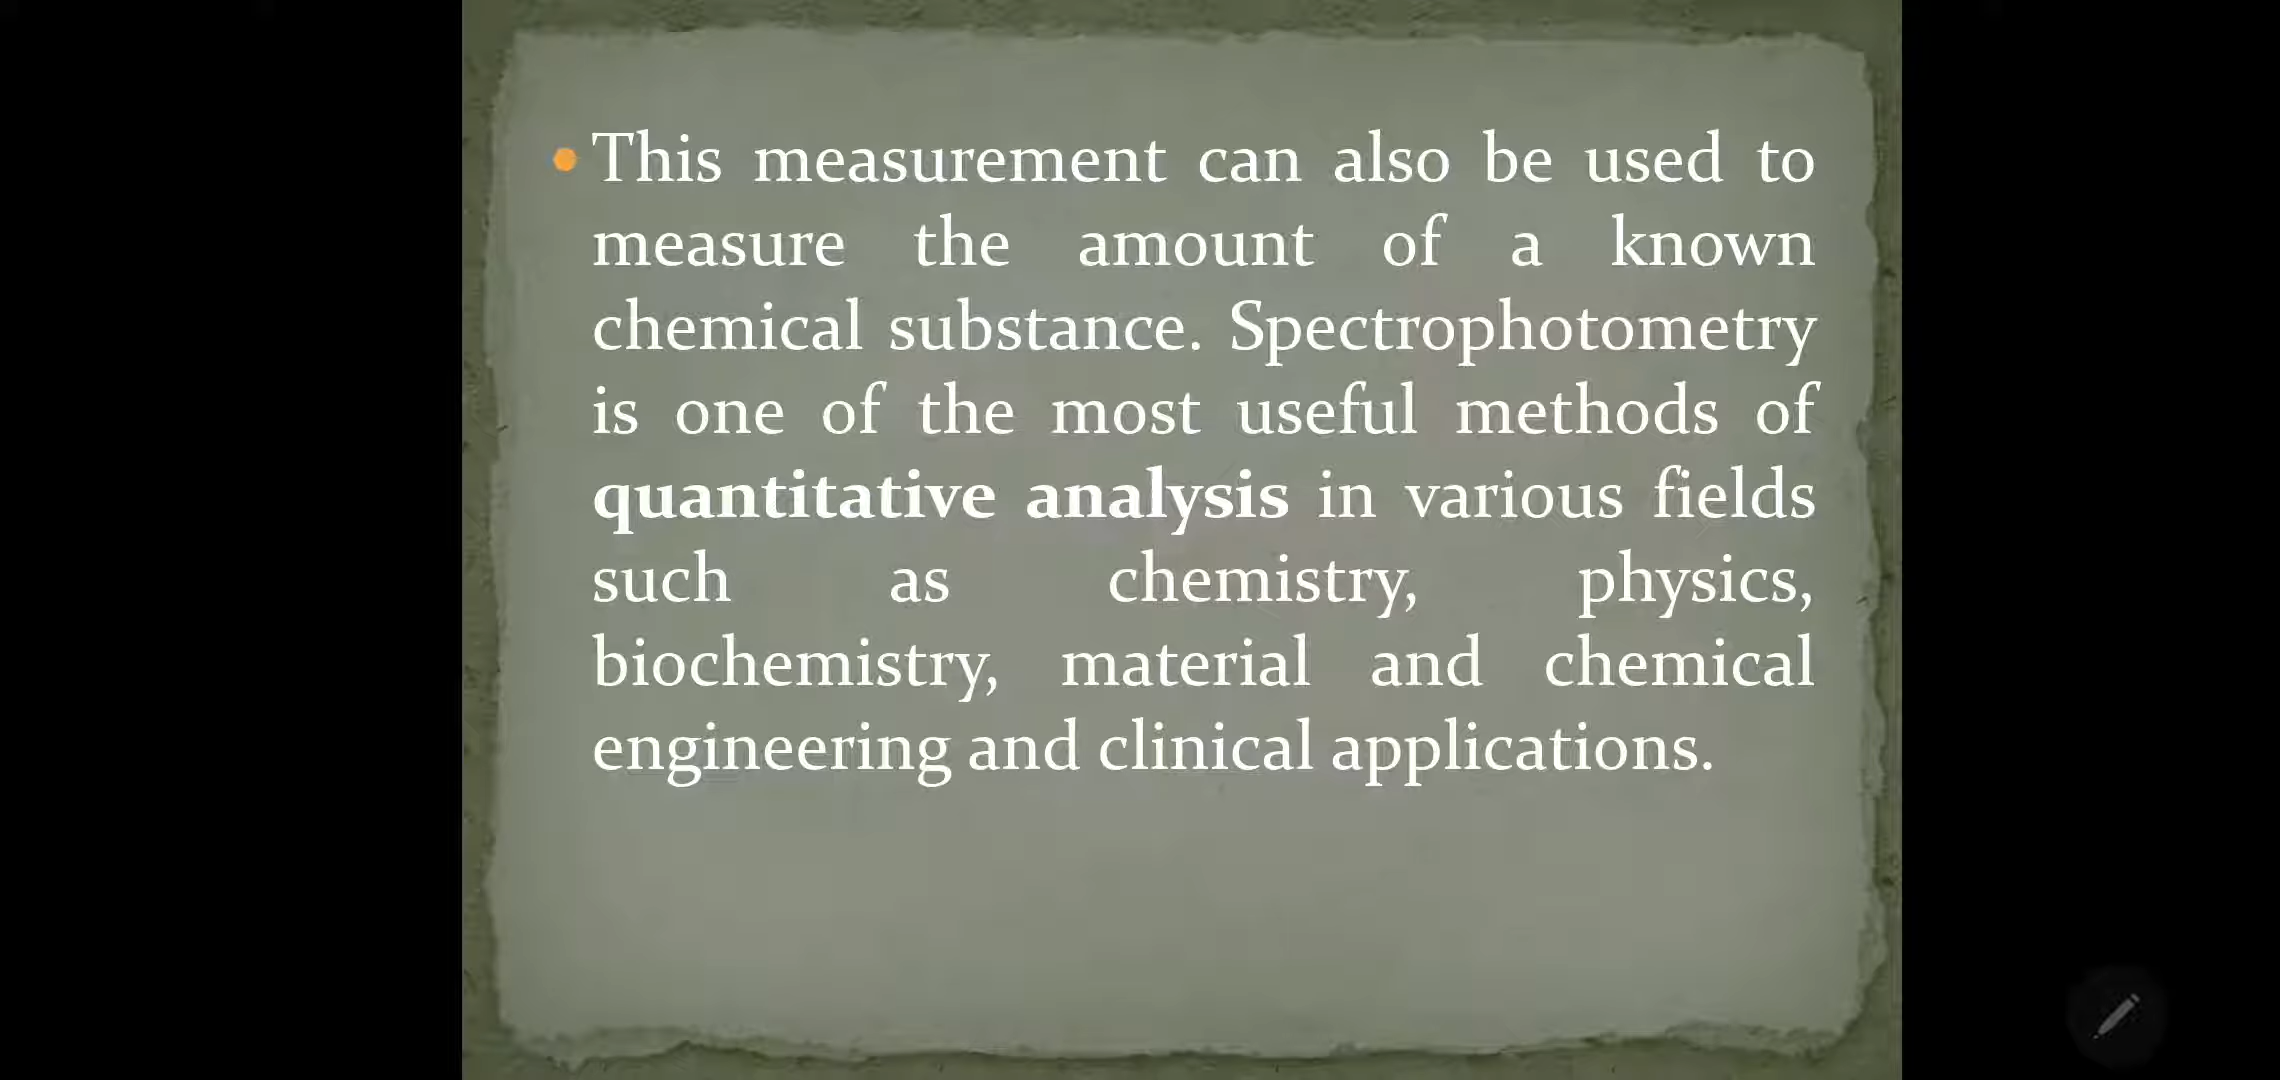 • This measurement can also be used to
measure the amount of a known
chemical substance. Spectrophotometry
is one of the most useful methods of
quantitative analysis in various fields
such as chemistry, physics,
biochemistry, material and chemical
engineering and clinical applications.